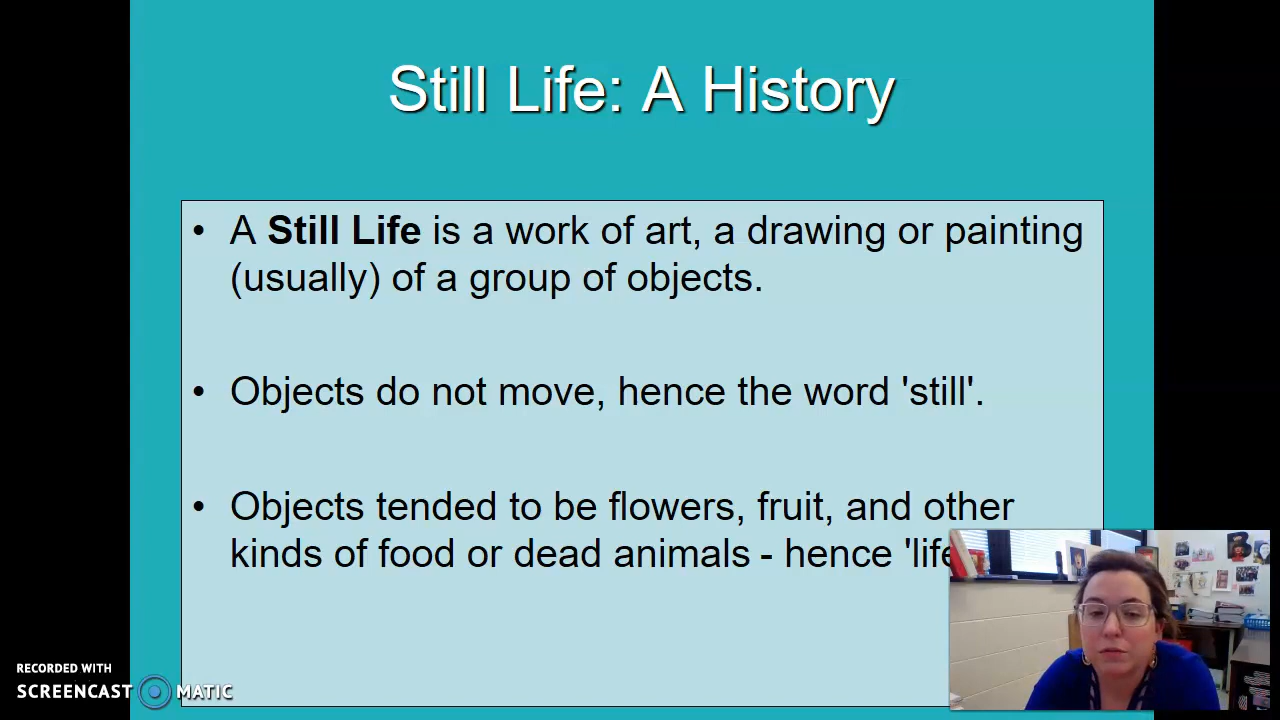 Still Life: A History
• A Still Life is a work of art, a drawing or painting
(usually) of a group of objects.
• Objects do not move, hence the word 'still'.
• Objects tended to be flowers, fruit, and other
kinds of food or dead animals - hence 'life
RECORDED WITH
SCREENCAST MATIC